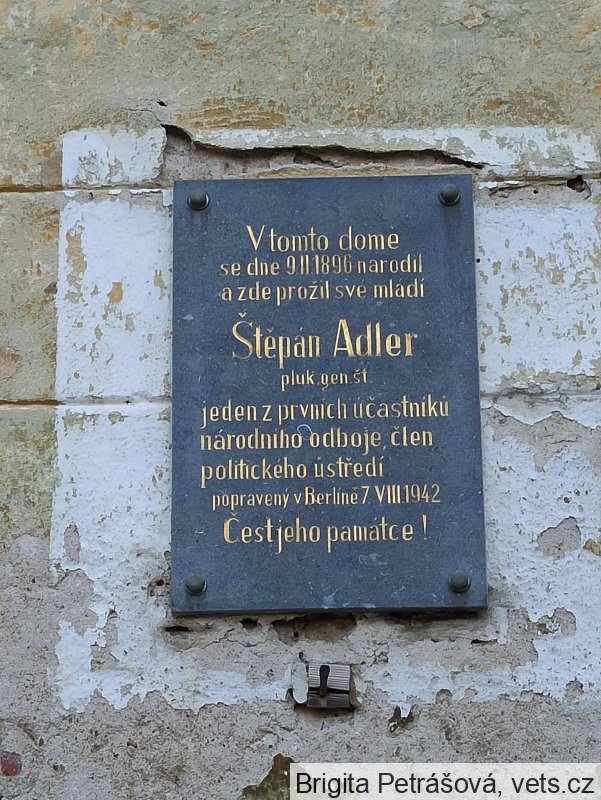 V tomto domě
se dne 9.II.1896 narodil
a zde prožil své mládí
Štěpán Adler
pluk. gen. št.
jeden z prvních účastníků
národního odboje, člen
politického ústředí
popravený v Berlíně 7.VIII.1942
Čest jeho památce !
Brigita Petrášová, vets.cz